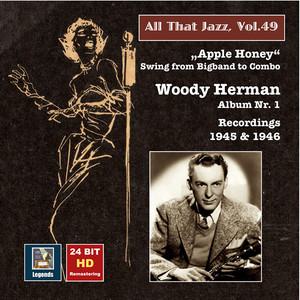 All That Jazz, Vol.49
„Apple Honey“
Swing from Bigband to Combo
Woody Herman
Album Nr. 1
Recordings
1945 & 1946
Legends
24 BIT
HD
Remastering